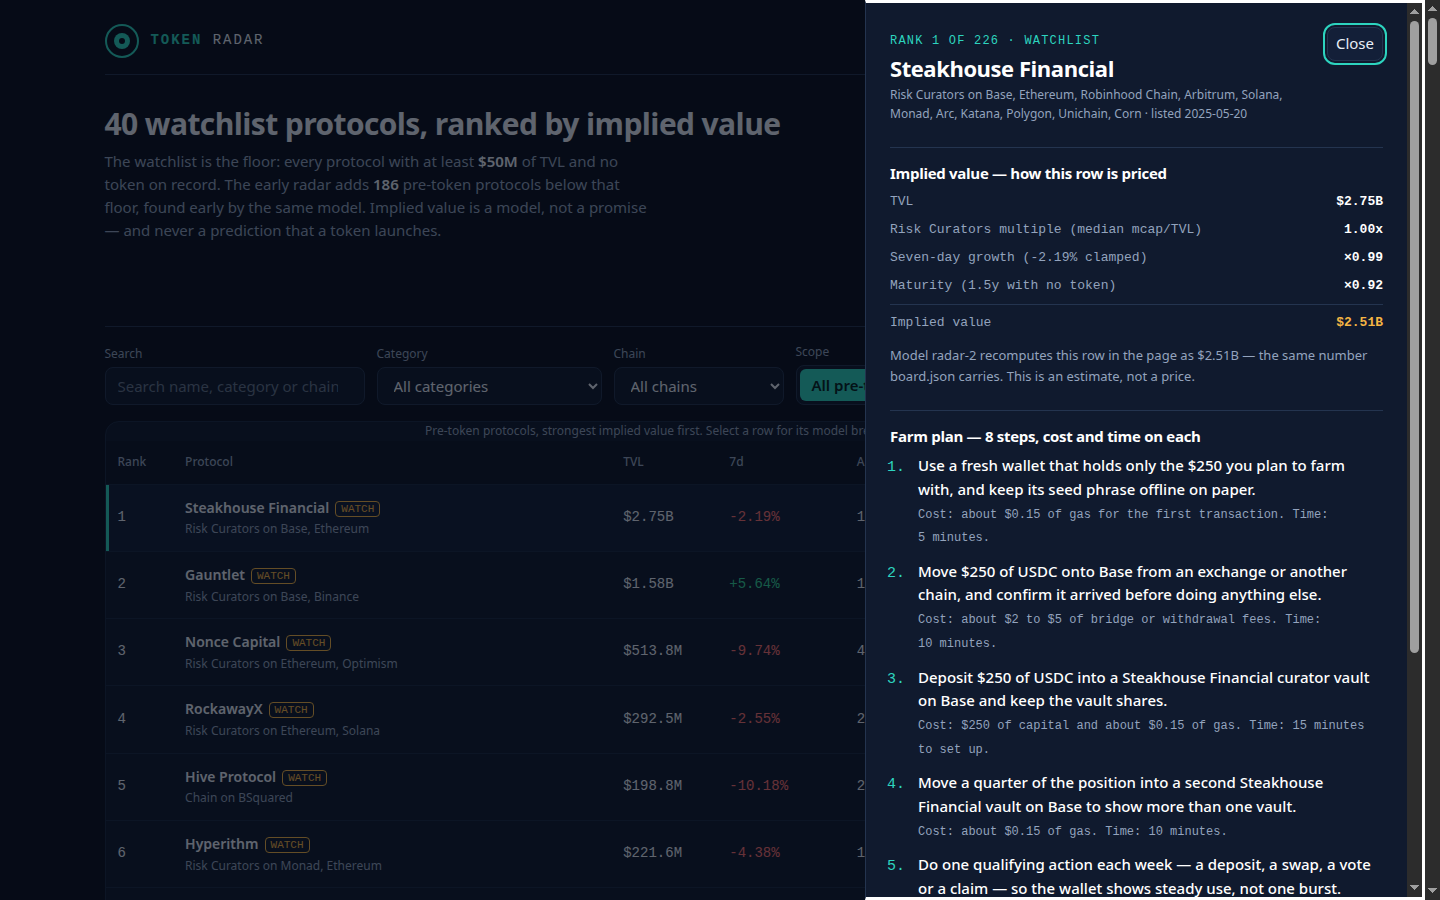 TOKEN RADAR
40 watchlist protocols, ranked by implied value
The watchlist is the floor: every protocol with at least $50M of TVL and no
token on record. The early radar adds 186 pre-token protocols below that
floor, found early by the same model. Implied value is a model, not a promise
— and never a prediction that a token launches.
Search
Category
Chain
Scope
Search name, category or chain
All categories
All chains
All pre-t
Pre-token protocols, strongest implied value first. Select a row for its model bre
Rank Protocol TVL 7d A
1 Steakhouse Financial WATCH $2.75B -2.19% 1
Risk Curators on Base, Ethereum
2 Gauntlet WATCH $1.58B +5.64% 1
Risk Curators on Base, Binance
3 Nonce Capital WATCH $513.8M -9.74% 4
Risk Curators on Ethereum, Optimism
4 RockawayX WATCH $292.5M -2.55% 2
Risk Curators on Ethereum, Solana
5 Hive Protocol WATCH $198.8M -10.18% 2
Chain on BSquared
6 Hyperithm WATCH $221.6M -4.38% 1
Risk Curators on Monad, Ethereum
RANK 1 OF 226 · WATCHLIST
Close
Steakhouse Financial
Risk Curators on Base, Ethereum, Robinhood Chain, Arbitrum, Solana,
Monad, Arc, Katana, Polygon, Unichain, Corn · listed 2025-05-20
Implied value — how this row is priced
TVL $2.75B
Risk Curators multiple (median mcap/TVL) 1.00x
Seven-day growth (-2.19% clamped) ×0.99
Maturity (1.5y with no token) ×0.92
Implied value $2.51B
Model radar-2 recomputes this row in the page as $2.51B — the same number
board.json carries. This is an estimate, not a price.
Farm plan — 8 steps, cost and time on each
1. Use a fresh wallet that holds only the $250 you plan to farm
with, and keep its seed phrase offline on paper.
Cost: about $0.15 of gas for the first transaction. Time:
5 minutes.
2. Move $250 of USDC onto Base from an exchange or another
chain, and confirm it arrived before doing anything else.
Cost: about $2 to $5 of bridge or withdrawal fees. Time:
10 minutes.
3. Deposit $250 of USDC into a Steakhouse Financial curator vault
on Base and keep the vault shares.
Cost: $250 of capital and about $0.15 of gas. Time: 15 minutes
to set up.
4. Move a quarter of the position into a second Steakhouse
Financial vault on Base to show more than one vault.
Cost: about $0.15 of gas. Time: 10 minutes.
5. Do one qualifying action each week — a deposit, a swap, a vote
or a claim — so the wallet shows steady use, not one burst.